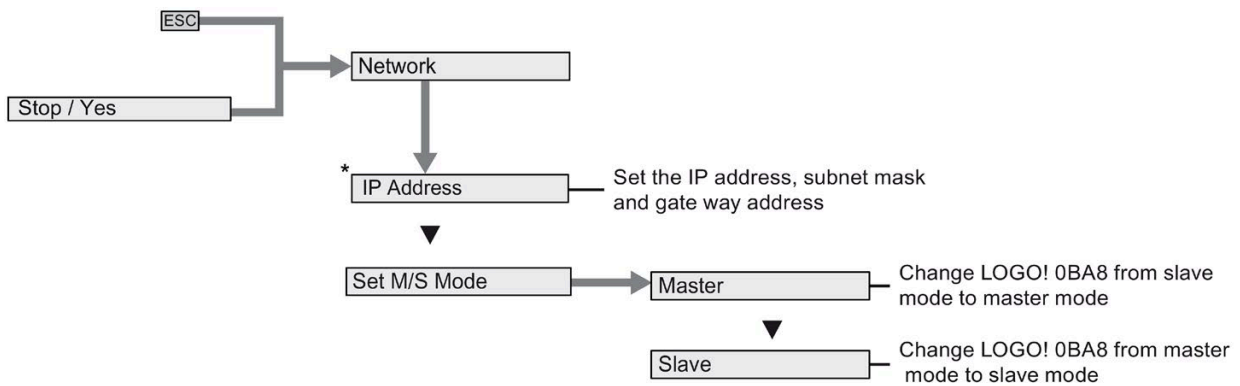 ESC
Network
Stop / Yes
*
IP Address
Set the IP address, subnet mask
and gate way address
Set M/S Mode
Master
Change LOGO! 0BA8 from slave
mode to master mode
Slave
Change LOGO! 0BA8 from master
mode to slave mode